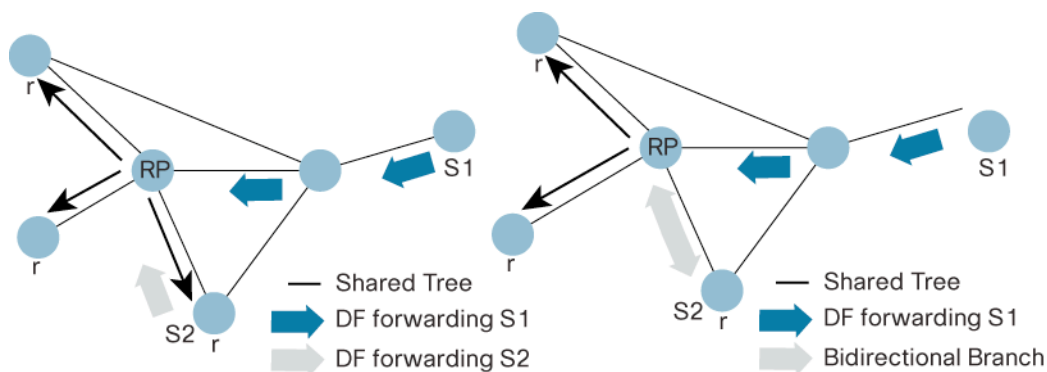 r
RP
S1
r
S2
r
Shared Tree
DF forwarding S1
DF forwarding S2
r
RP
S1
r
S2
r
Shared Tree
DF forwarding S1
Bidirectional Branch